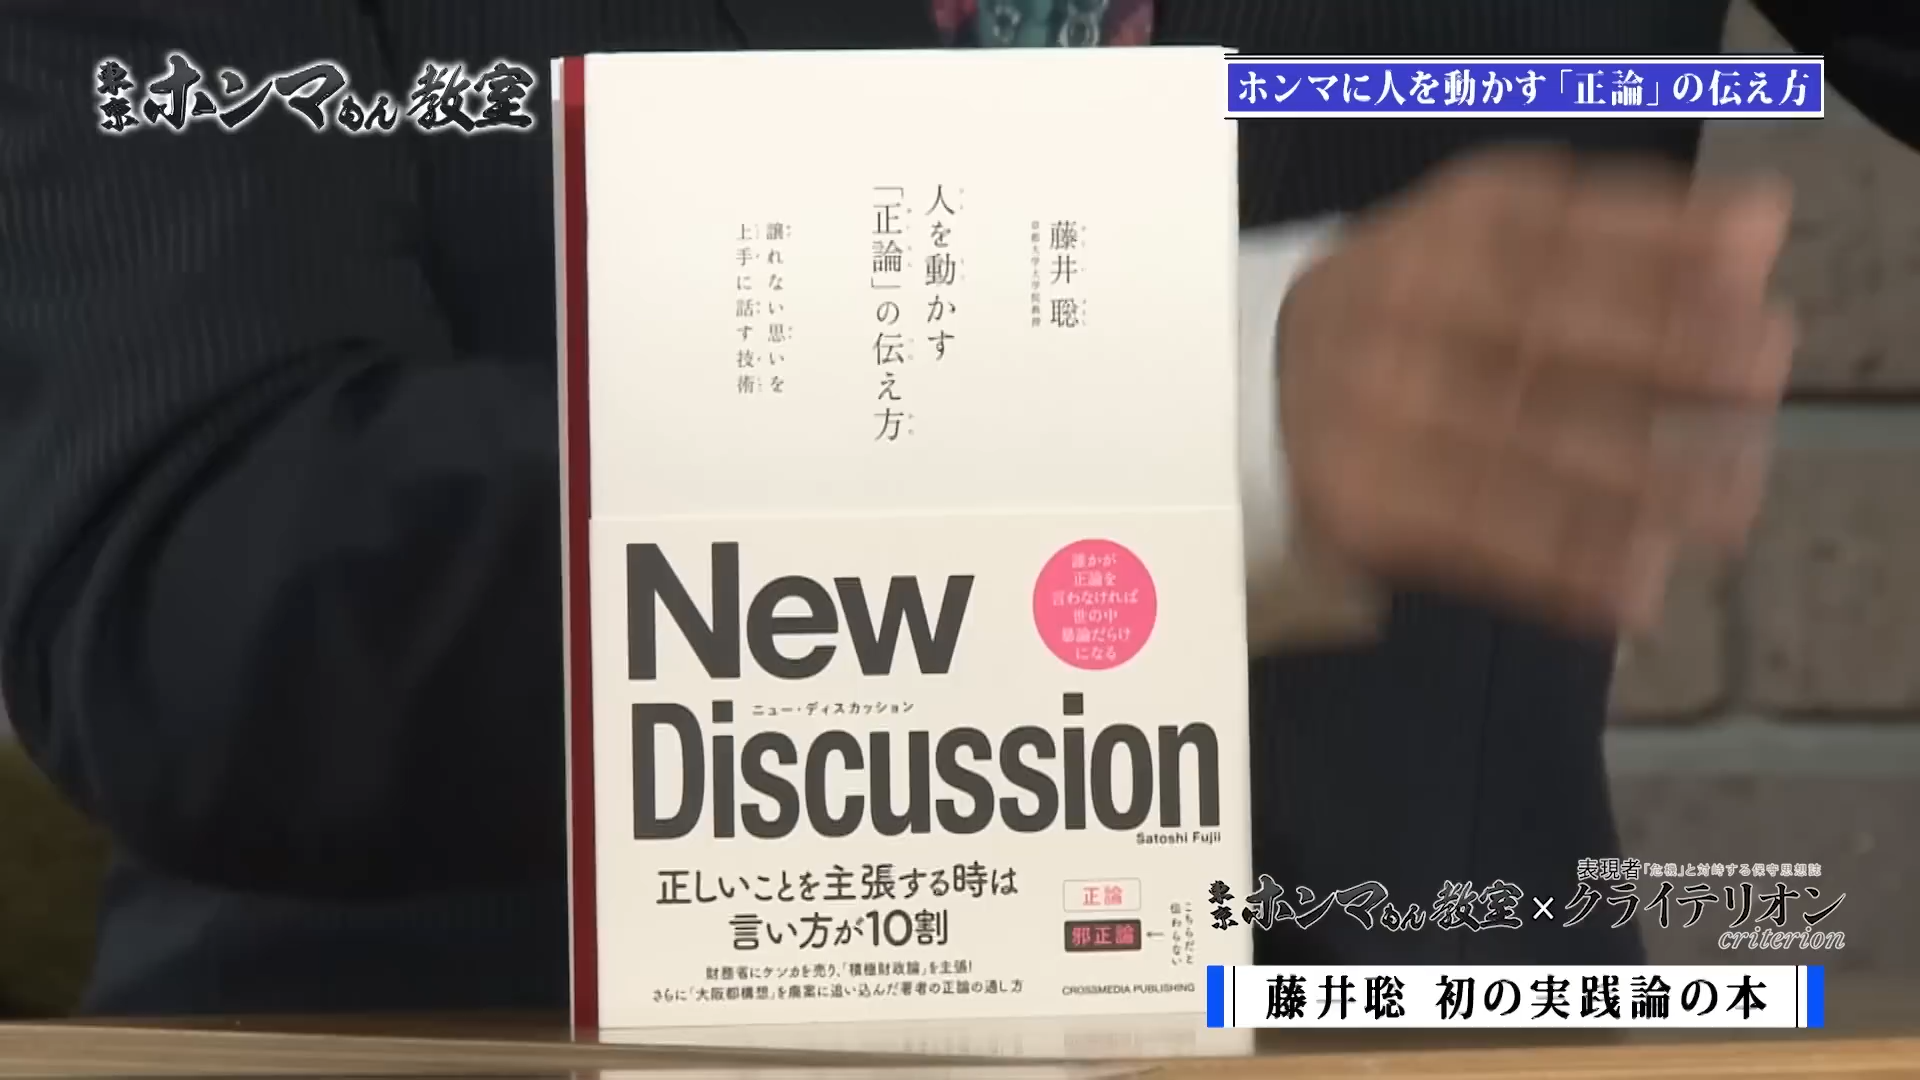 東京ホンマもん教室
ホンマに人を動かす「正論」の伝え方
藤井 聡
京都大学大学院教授
人を動かす
「正論」の伝え方
譲れない思いを
上手に話す技術
New
Discussion
ニュー・ディスカッション
Satoshi Fujii
誰かが
正論を
言わなければ
世の中
暴論だらけ
になる
正しいことを主張する時は
言い方が10割
財務省にケンカを売り、「積極財政論」を主張!
さらに「大阪都構想」を廃案に追い込んだ著者の正論の通し方
正論
邪正論
←
こちらだと
伝わらない
CROSSMEDIA PUBLISHING
表現者「危機」と対峙する保守思想誌
東京ホンマもん教室×クライテリオン
criterion
藤井聡 初の実践論の本